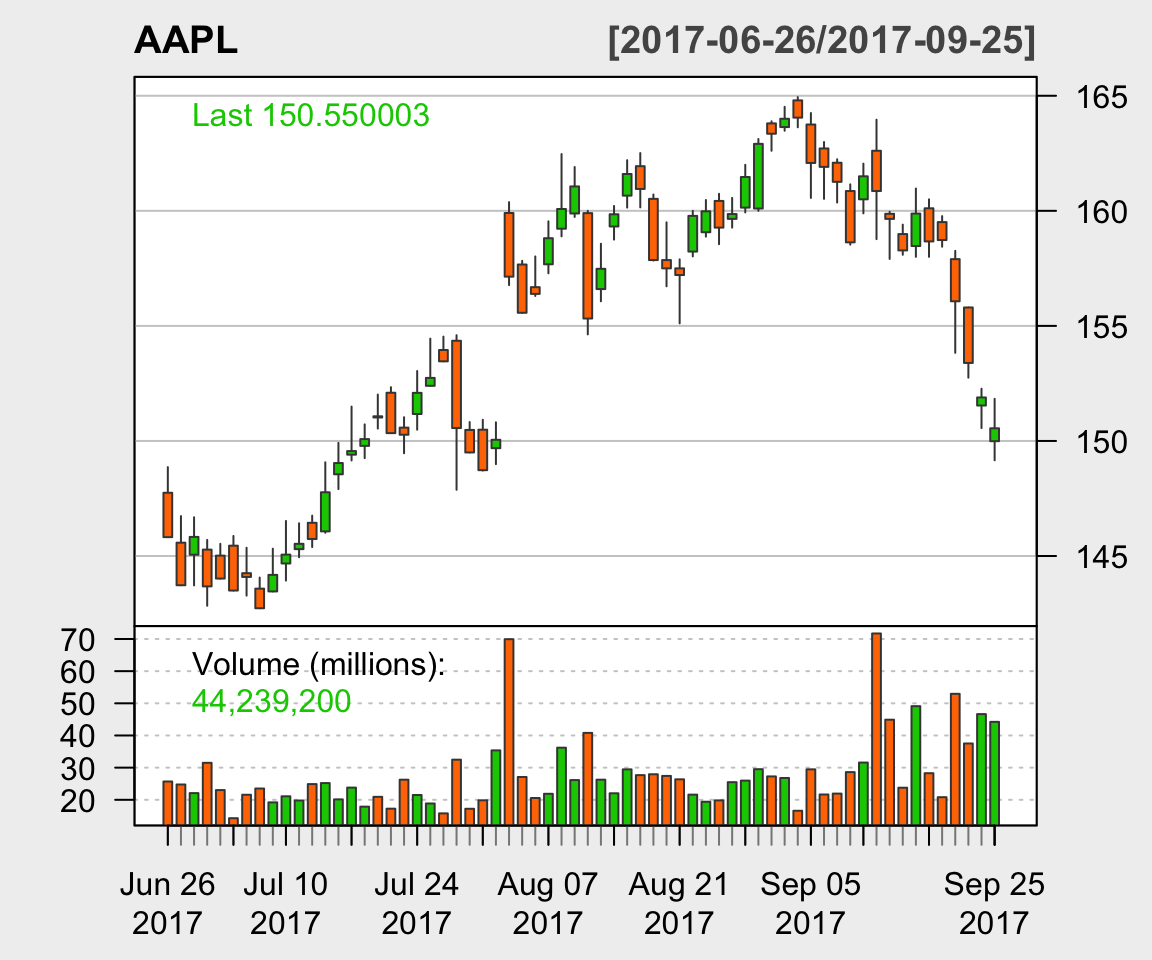 AAPL [2017-06-26/2017-09-25]
Last 150.550003
165
160
155
150
145
Volume (millions):
44,239,200
70
60
50
40
30
20
Jun 26 Jul 10 Jul 24 Aug 07 Aug 21 Sep 05 Sep 25
2017 2017 2017 2017 2017 2017 2017